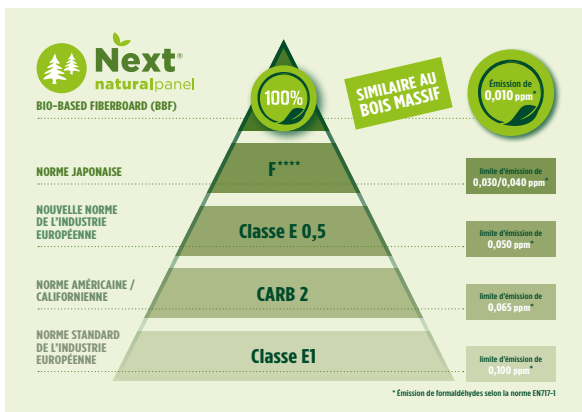 Next®
naturalpanel
BIO-BASED FIBERBOARD (BBF)
100%
SIMILAIRE AU
BOIS MASSIF
Émission de
0,010 ppm*
NORME JAPONAISE
F****
limite d'émission de
0,030/0,040 ppm*
NOUVELLE NORME
DE L'INDUSTRIE
EUROPÉENNE
Classe E 0,5
limite d'émission de
0,050 ppm*
NORME AMÉRICAINE /
CALIFORNIENNE
CARB 2
limite d'émission de
0,065 ppm*
NORME STANDARD
DE L'INDUSTRIE
EUROPÉENNE
Classe E1
limite d'émission de
0,100 ppm*
* Émission de formaldéhydes selon la norme EN717-1